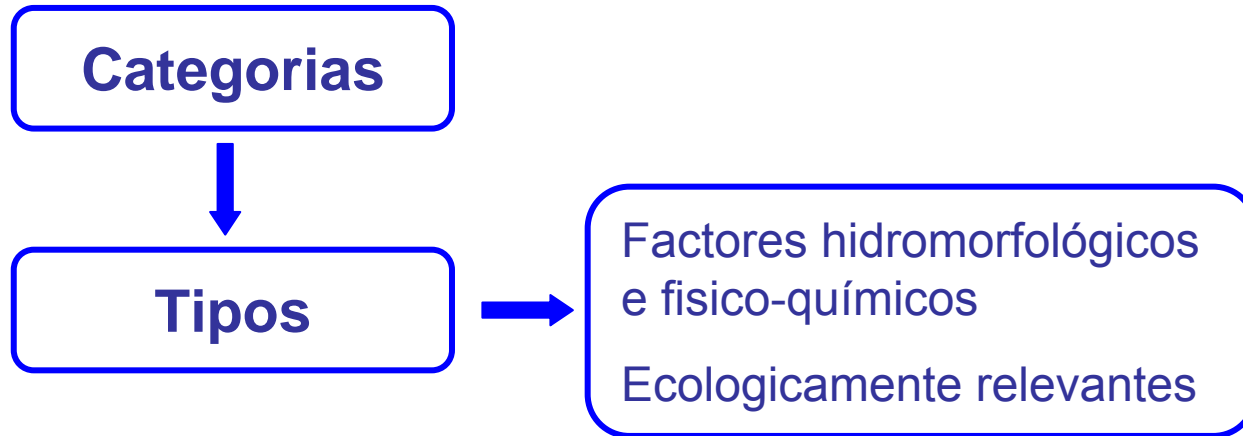 Categorias
Tipos
Factores hidromorfológicos
e fisico-químicos
Ecologicamente relevantes